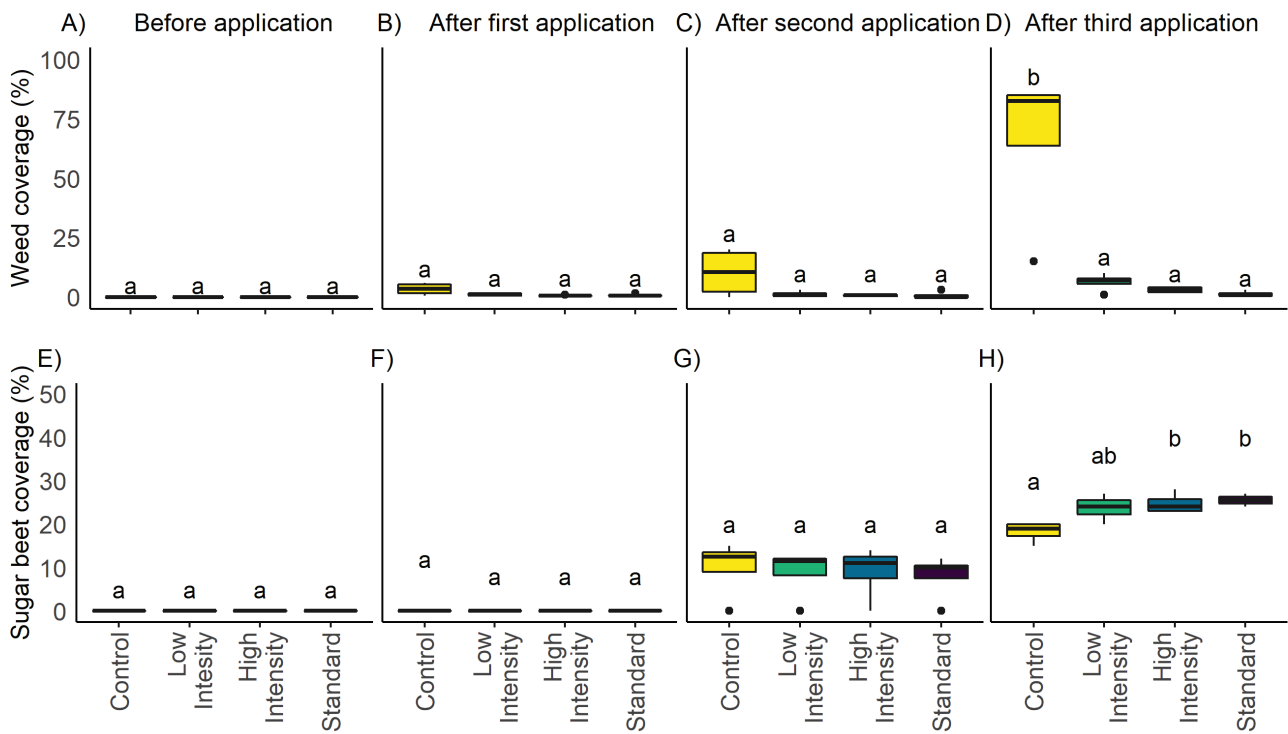 A) Before application
B) After first application
C) After second application
D) After third application
Weed coverage (%)
100
75
50
25
0
a a a a
a a a a
a a a a
b a a a
E)
F)
G)
H)
Sugar beet coverage (%)
50
40
30
20
10
0
a a a a
a a a a
a a a a
a ab b b
Control
Low
Intesity
High
Intensity
Standard
Control
Low
Intensity
High
Intensity
Standard
Control
Low
Intensity
High
Intensity
Standard
Control
Low
Intensity
High
Intensity
Standard